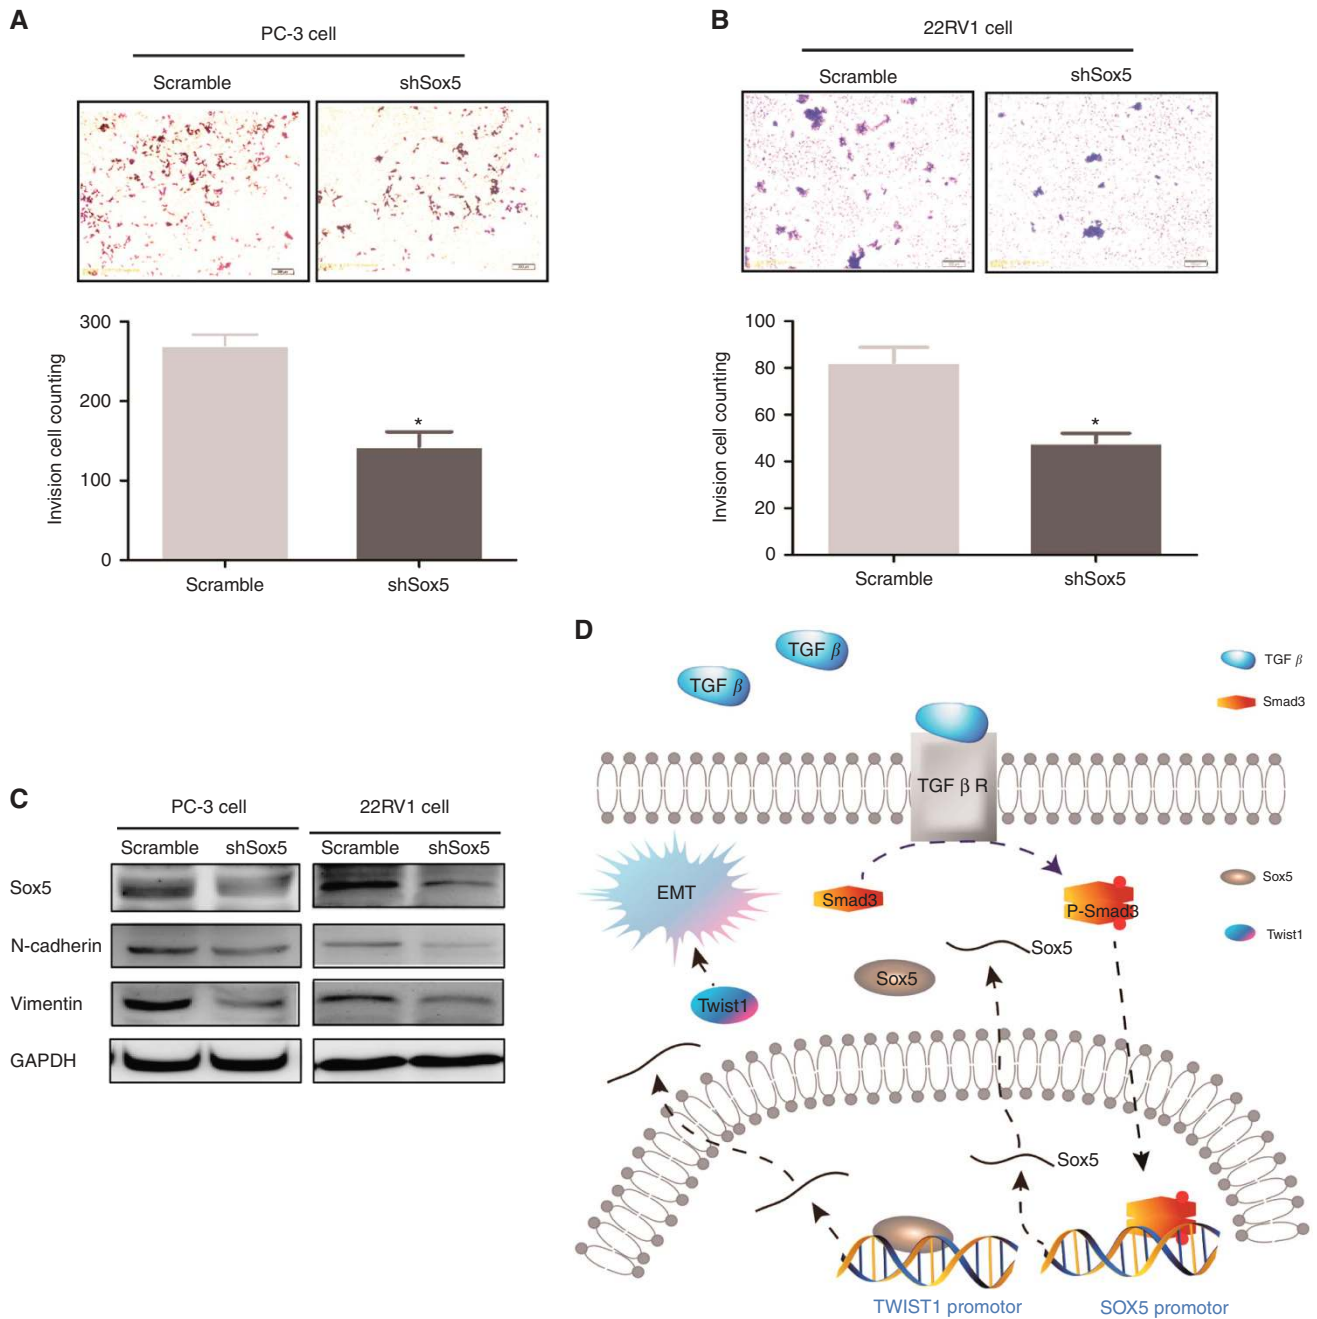 A
PC-3 cell
Scramble
shSox5
300
200
100
0
Invision cell counting
*
Scramble
shSox5
B
22RV1 cell
Scramble
shSox5
100
80
60
40
20
0
Invision cell counting
*
Scramble
shSox5
C
PC-3 cell
22RV1 cell
Scramble
shSox5
Scramble
shSox5
Sox5
N-cadherin
Vimentin
GAPDH
D
TGF β
TGF β
TGF β
Smad3
TGF β R
EMT
Smad3
P-Smad3
Sox5
Sox5
Sox5
Twist1
Twist1
Sox5
TWIST1 promotor
SOX5 promotor